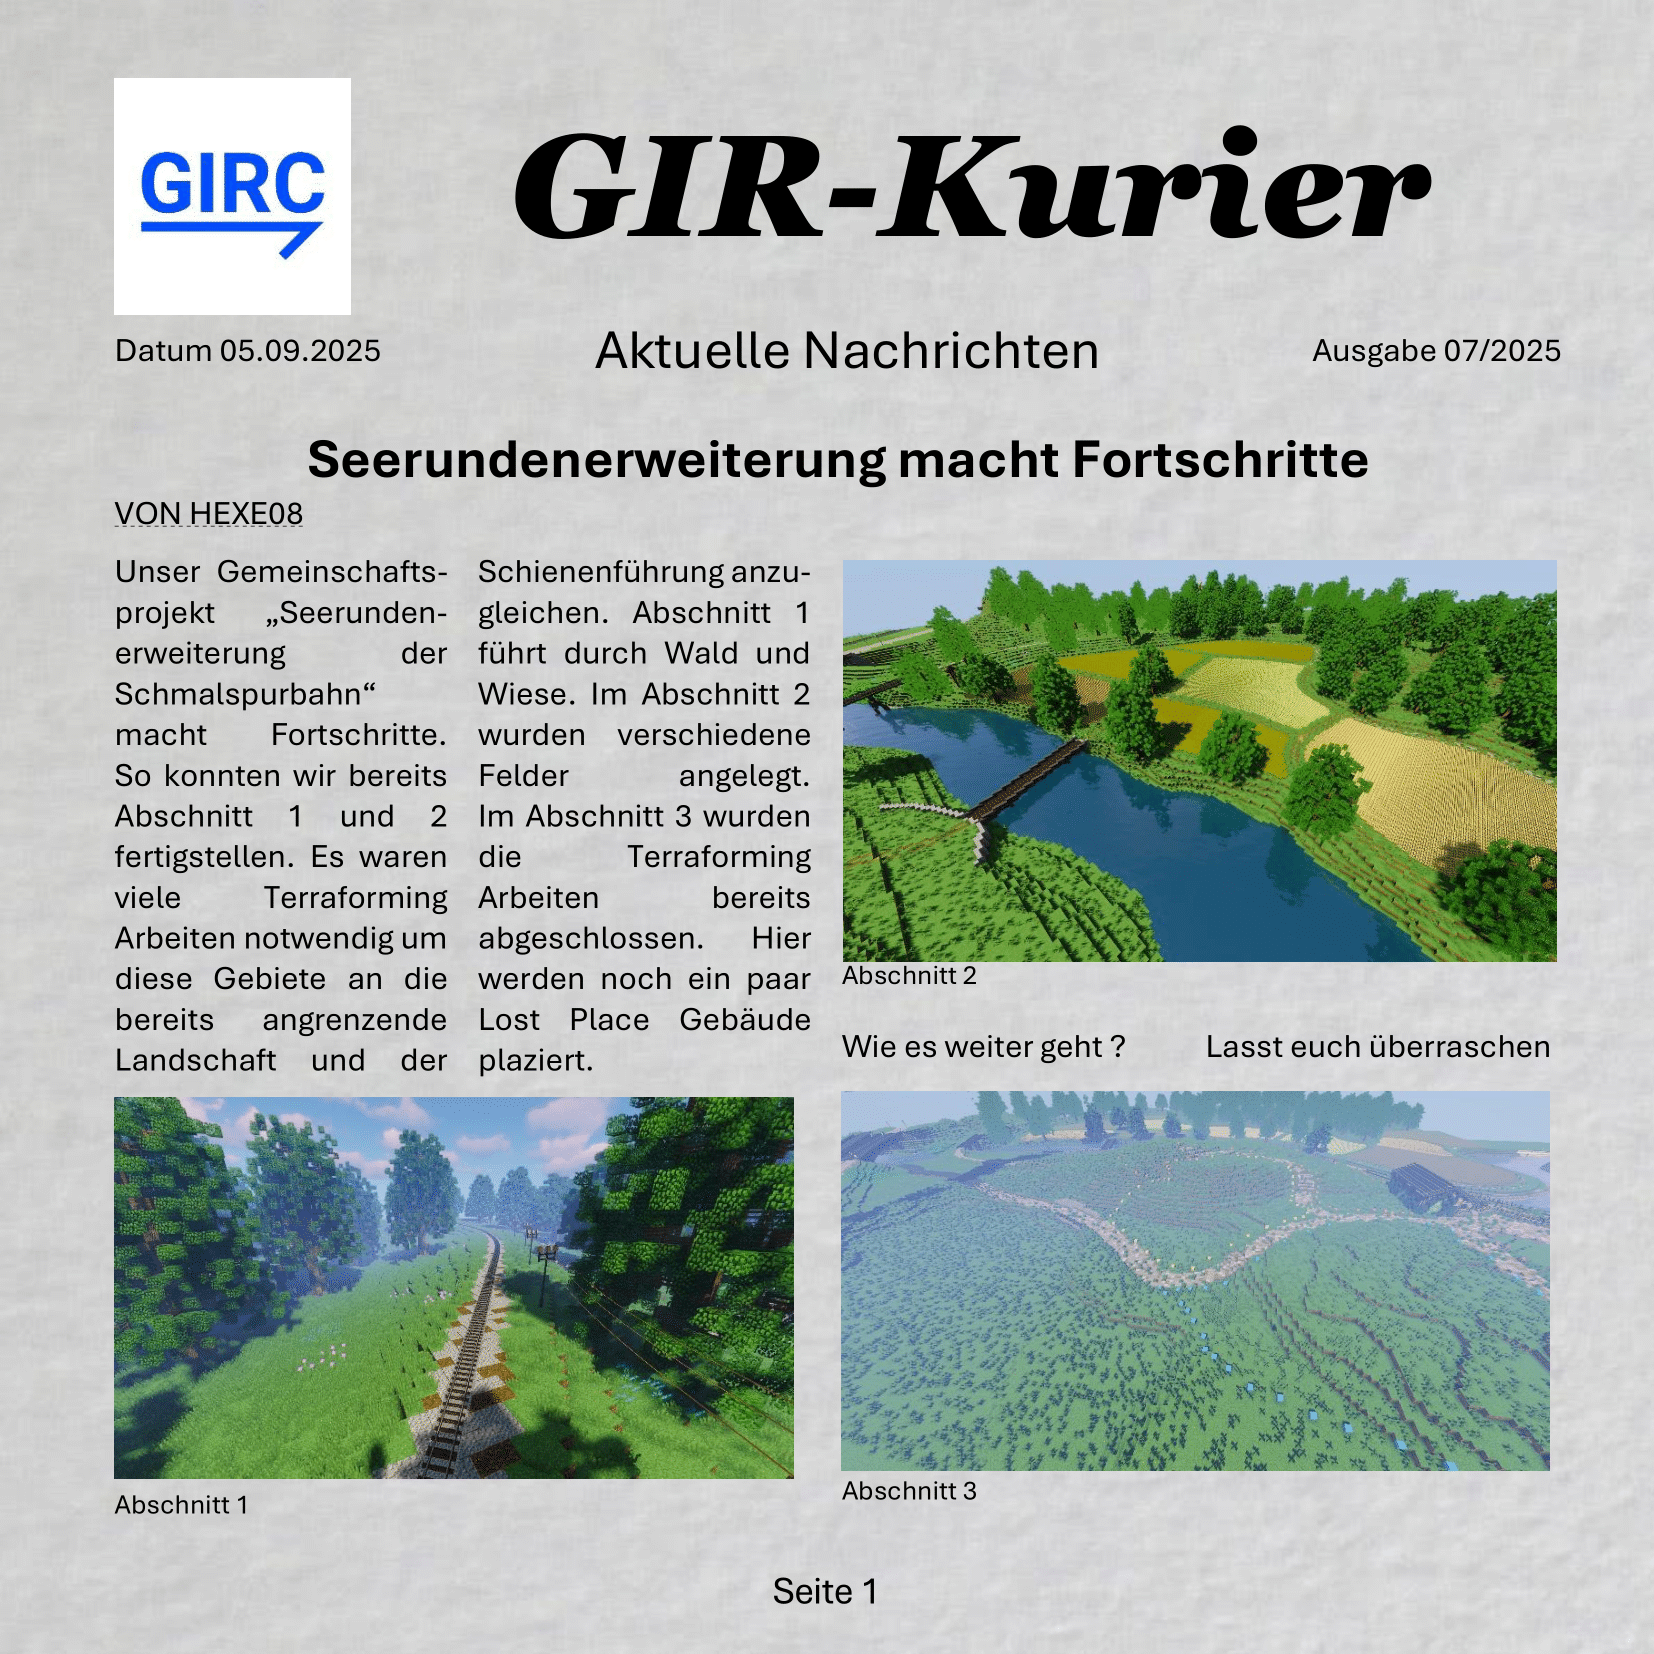 GIRC
GIR-Kurier
Datum 05.09.2025
Aktuelle Nachrichten
Ausgabe 07/2025
Seerundenerweiterung macht Fortschritte
VON HEXE08
Unser Gemeinschafts-
projekt „Seerunden-
erweiterung der
Schmalspurbahn“
macht Fortschritte.
So konnten wir bereits
Abschnitt 1 und 2
fertigstellen. Es waren
viele Terraforming
Arbeiten notwendig um
diese Gebiete an die
bereits angrenzende
Landschaft und der
Schienenführung anzu-
gleichen. Abschnitt 1
führt durch Wald und
Wiese. Im Abschnitt 2
wurden verschiedene
Felder angelegt.
Im Abschnitt 3 wurden
die Terraforming
Arbeiten bereits
abgeschlossen. Hier
werden noch ein paar
Lost Place Gebäude
plaziert.
Abschnitt 2
Wie es weiter geht ? Lasst euch überraschen
Abschnitt 1
Abschnitt 3
Seite 1